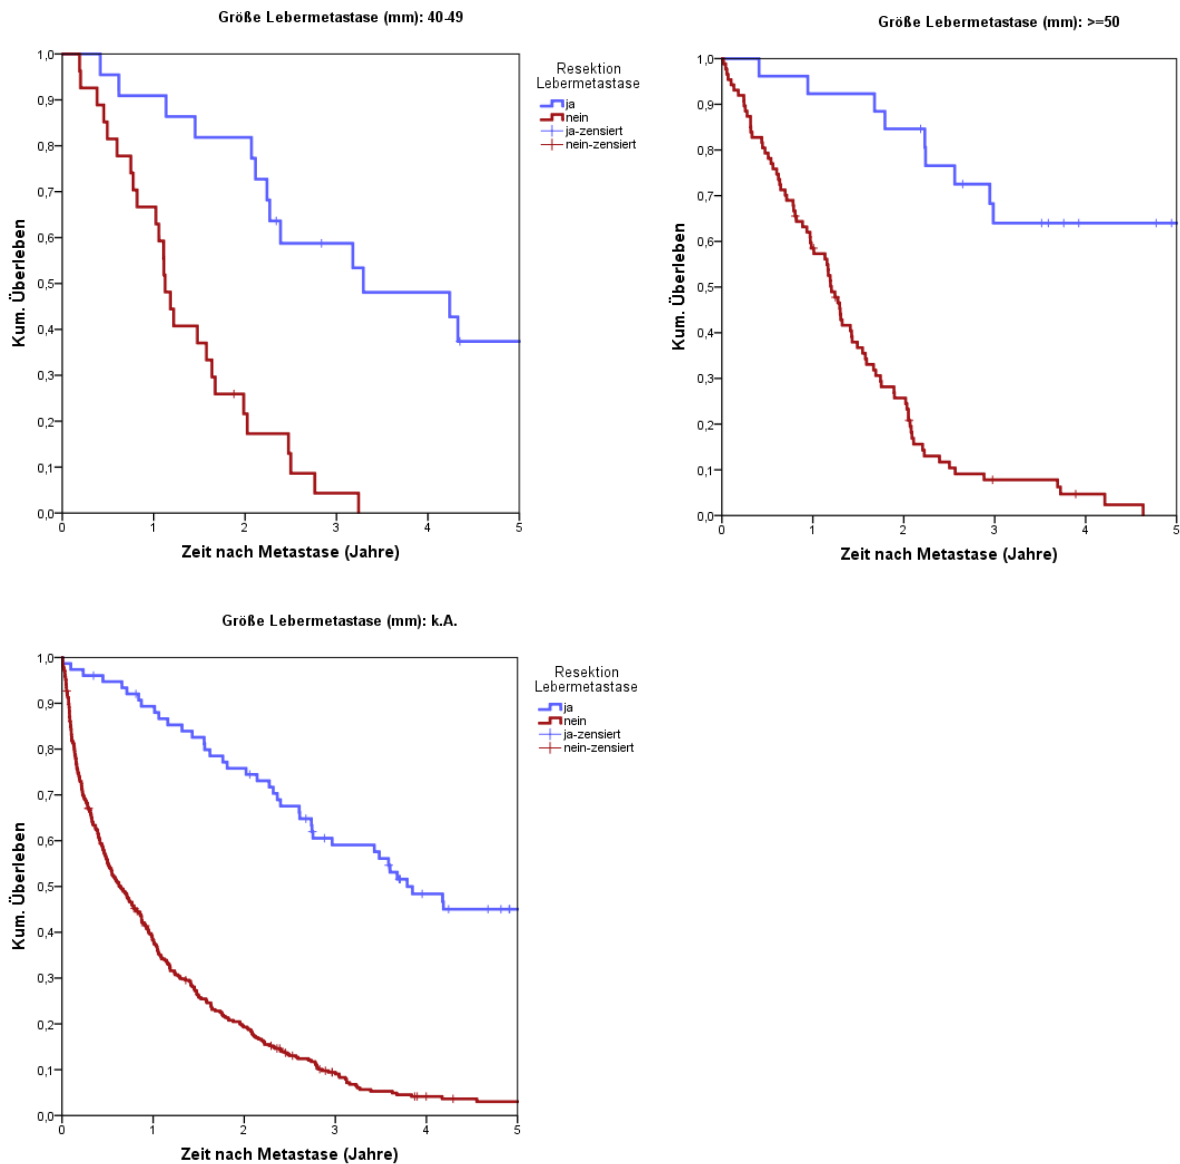 Größe Lebermetastase (mm): 40-49
1,0
0,9
0,8
0,7
0,6
0,5
0,4
0,3
0,2
0,1
0,0
Kum. Überleben
0 1 2 3 4 5
Zeit nach Metastase (Jahre)
Resektion
Lebermetastase
ja
nein
ja-zensiert
nein-zensiert
Größe Lebermetastase (mm): >=50
1,0
0,9
0,8
0,7
0,6
0,5
0,4
0,3
0,2
0,1
0,0
Kum. Überleben
0 1 2 3 4 5
Zeit nach Metastase (Jahre)
Größe Lebermetastase (mm): k.A.
1,0
0,9
0,8
0,7
0,6
0,5
0,4
0,3
0,2
0,1
0,0
Kum. Überleben
0 1 2 3 4 5
Zeit nach Metastase (Jahre)
Resektion
Lebermetastase
ja
nein
ja-zensiert
nein-zensiert